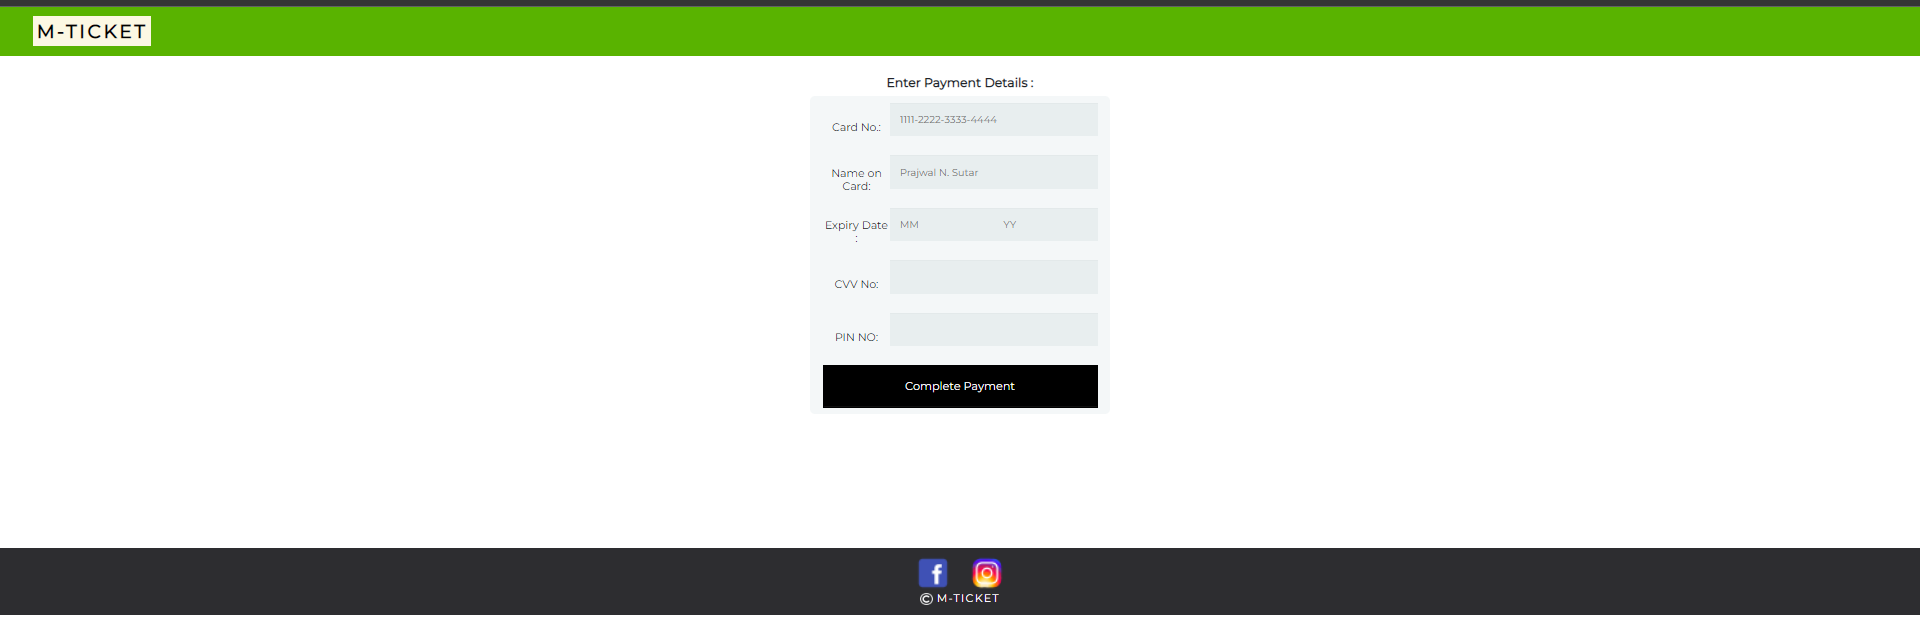 M-TICKET
Enter Payment Details :
Card No.:
1111-2222-3333-4444
Name on
Card:
Prajwal N. Sutar
Expiry Date
:
MM
YY
CVV No:
PIN NO:
Complete Payment
© M-TICKET